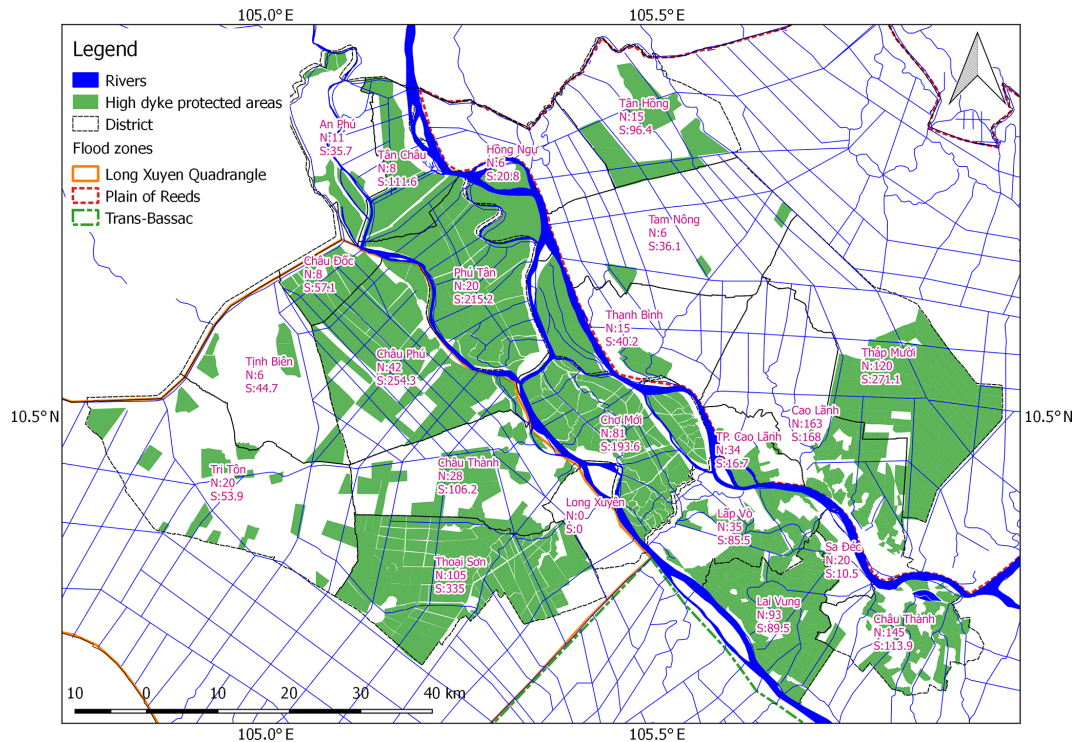 105.0°E
105.5°E
Legend
Rivers
High dyke protected areas
District
Flood zones
Long Xuyen Quadrangle
Plain of Reeds
Trans-Bassac
An Phú
N:11
S:35.7
Tân Châu
N:8
S:111.6
Hồng Ngự
N:6
S:20.8
Tân Hồng
N:15
S:96.4
Tam Nông
N:6
S:36.1
Châu Đốc
N:8
S:57.1
Phú Tân
N:20
S:215.2
Thanh Bình
N:15
S:40.2
Tịnh Biên
N:6
S:44.7
Châu Phú
N:42
S:254.3
Tháp Mười
N:120
S:271.1
10.5°N
10.5°N
Chợ Mới
N:81
S:193.6
Cao Lãnh
N:163
S:168
TP. Cao Lãnh
N:34
S:16.7
Tri Tôn
N:20
S:53.9
Châu Thành
N:28
S:106.2
Long Xuyên
N:0
S:0
Lấp Vò
N:35
S:85.5
Sa Đéc
N:20
S:10.5
Thoại Sơn
N:105
S:335
Lai Vung
N:93
S:89.5
Châu Thành
N:145
S:113.9
10 0 10 20 30 40 km
105.0°E
105.5°E